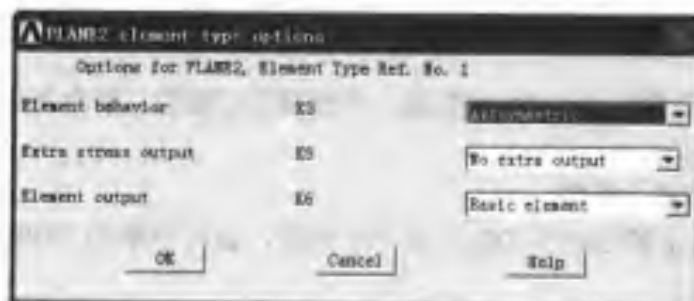 PLANE2 element type options
Options for PLANE2, Element Type Ref. No. 1
Element behavior K3 Axisymmetric
Extra stress output K5 No extra output
Element output K6 Basic element
OK Cancel Help